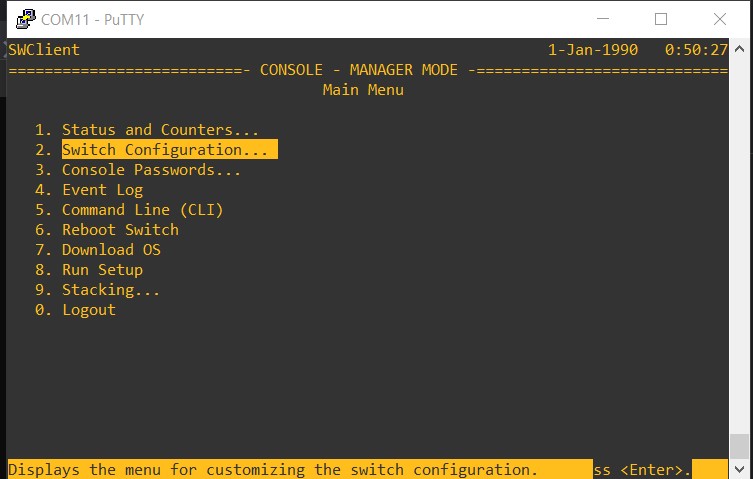 COM11 - PuTTY
SWClient 1-Jan-1990 0:50:27
==========================- CONSOLE - MANAGER MODE -============================
Main Menu
1. Status and Counters...
2. Switch Configuration...
3. Console Passwords...
4. Event Log
5. Command Line (CLI)
6. Reboot Switch
7. Download OS
8. Run Setup
9. Stacking...
0. Logout
Displays the menu for customizing the switch configuration. ss <Enter>.